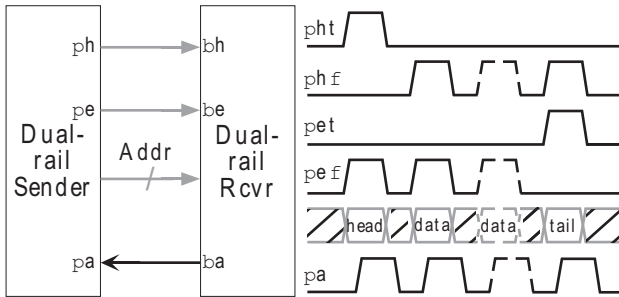 ph bh
pe be
Dual-
rail
Sender
Addr
Dual-
rail
Rcvr
pa ba
pht
phf
pet
pef
head data data tail
pa